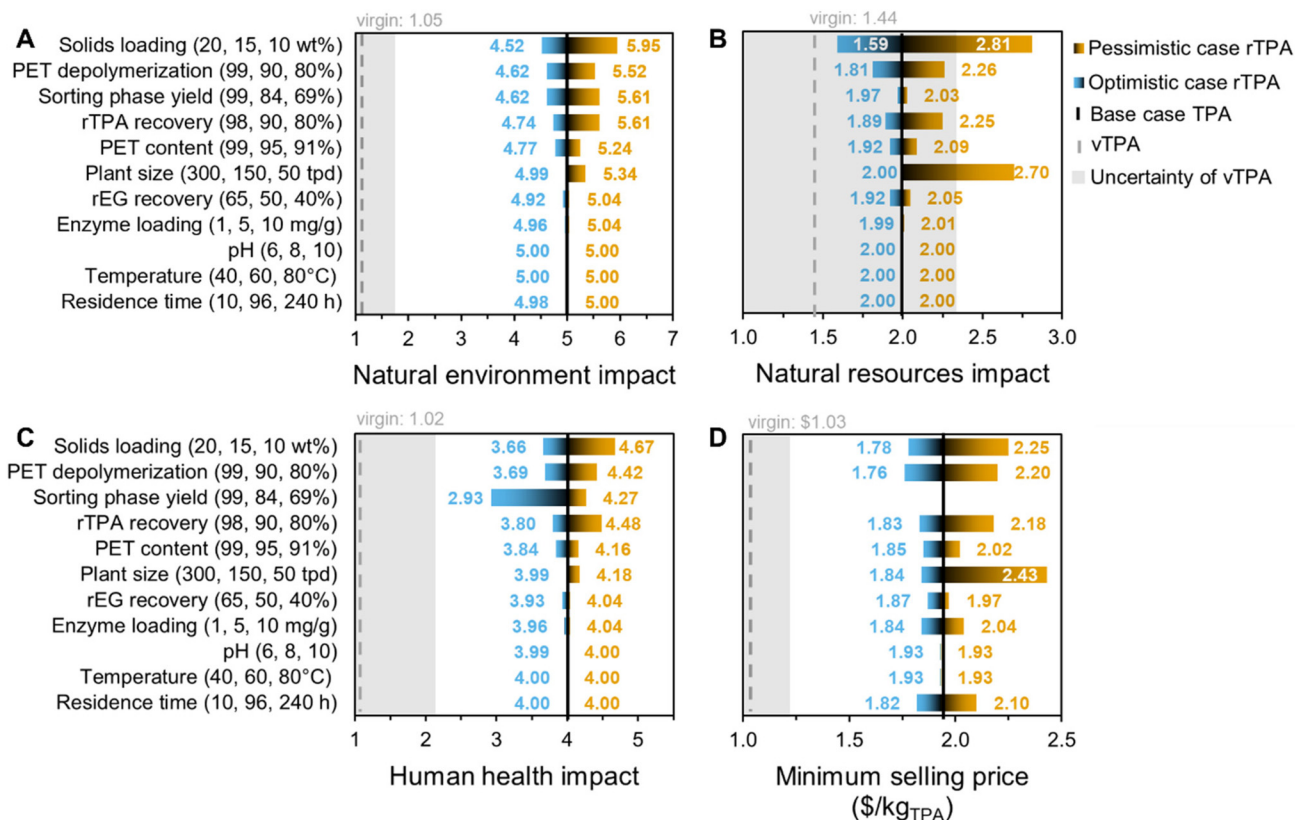 virgin: 1.05
A
Solids loading (20, 15, 10 wt%) 4.52 5.95
PET depolymerization (99, 90, 80%) 4.62 5.52
Sorting phase yield (99, 84, 69%) 4.62 5.61
rTPA recovery (98, 90, 80%) 4.74 5.61
PET content (99, 95, 91%) 4.77 5.24
Plant size (300, 150, 50 tpd) 4.99 5.34
rEG recovery (65, 50, 40%) 4.92 5.04
Enzyme loading (1, 5, 10 mg/g) 4.96 5.04
pH (6, 8, 10) 5.00 5.00
Temperature (40, 60, 80°C) 5.00 5.00
Residence time (10, 96, 240 h) 4.98 5.00
1 2 3 4 5 6 7
Natural environment impact
virgin: 1.44
B
1.59 2.81
1.81 2.26
1.97 2.03
1.89 2.25
1.92 2.09
2.00 2.70
1.92 2.05
1.99 2.01
2.00 2.00
2.00 2.00
2.00 2.00
1.0 1.5 2.0 2.5 3.0
Natural resources impact
Pessimistic case rTPA
Optimistic case rTPA
Base case TPA
vTPA
Uncertainty of vTPA
virgin: 1.02
C
Solids loading (20, 15, 10 wt%) 3.66 4.67
PET depolymerization (99, 90, 80%) 3.69 4.42
Sorting phase yield (99, 84, 69%) 2.93 4.27
rTPA recovery (98, 90, 80%) 3.80 4.48
PET content (99, 95, 91%) 3.84 4.16
Plant size (300, 150, 50 tpd) 3.99 4.18
rEG recovery (65, 50, 40%) 3.93 4.04
Enzyme loading (1, 5, 10 mg/g) 3.96 4.04
pH (6, 8, 10) 3.99 4.00
Temperature (40, 60, 80°C) 4.00 4.00
Residence time (10, 96, 240 h) 4.00 4.00
1 2 3 4 5
Human health impact
virgin: $1.03
D
1.78 2.25
1.76 2.20
1.83 2.18
1.85 2.02
1.84 2.43
1.87 1.97
1.84 2.04
1.93 1.93
1.93 1.93
1.82 2.10
1.0 1.5 2.0 2.5
Minimum selling price
($/kgTPA)